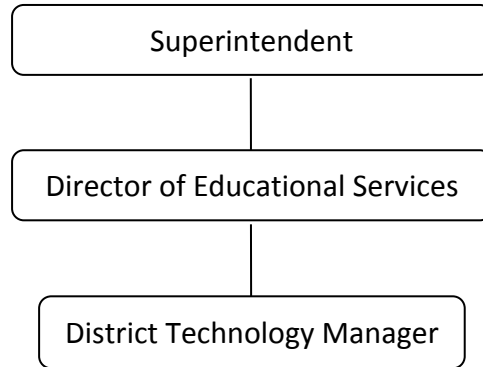 Superintendent
Director of Educational Services
District Technology Manager